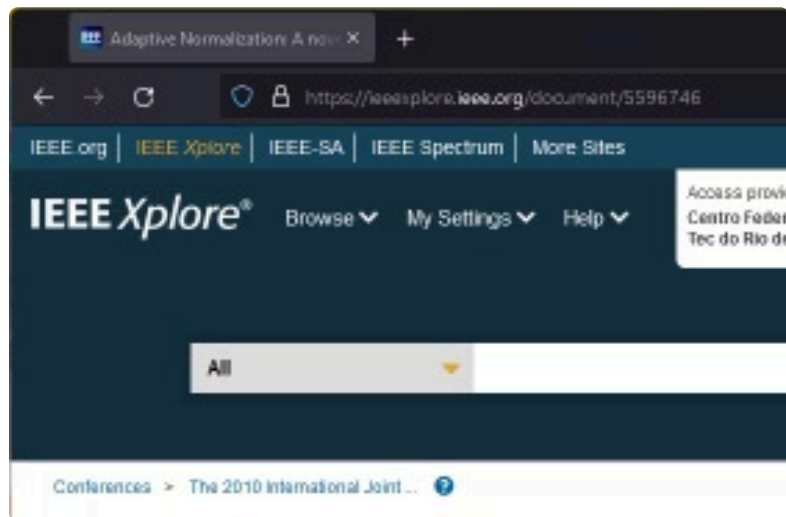 Adaptive Normalization: A nov
https://ieeexplore.ieee.org/document/5596746
IEEE.org | IEEE Xplore | IEEE-SA | IEEE Spectrum | More Sites
IEEE Xplore® Browse My Settings Help
Access provi
Centro Feder
Tec do Rio de
All
Conferences > The 2010 International Joint ...